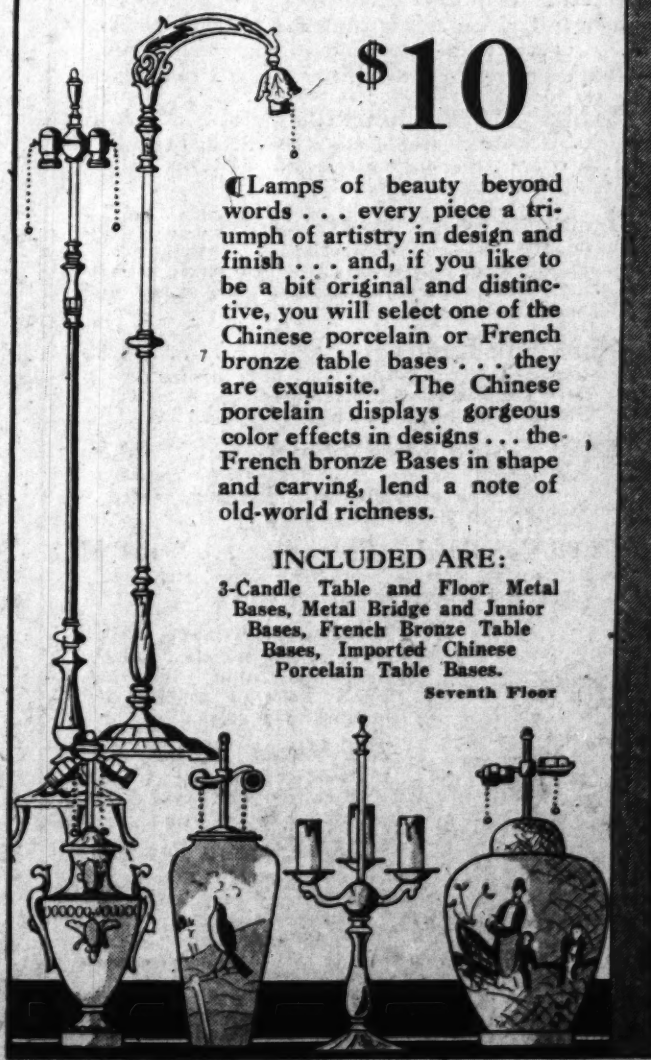 $10
¶Lamps of beauty beyond
words . . . every piece a tri-
umph of artistry in design and
finish . . . and, if you like to
be a bit original and distinc-
tive, you will select one of the
Chinese porcelain or French
bronze table bases . . . they
are exquisite. The Chinese
porcelain displays gorgeous
color effects in designs . . . the
French bronze Bases in shape
and carving, lend a note of
old-world richness.
INCLUDED ARE:
3-Candle Table and Floor Metal
Bases, Metal Bridge and Junior
Bases, French Bronze Table
Bases, Imported Chinese
Porcelain Table Bases.
Seventh Floor